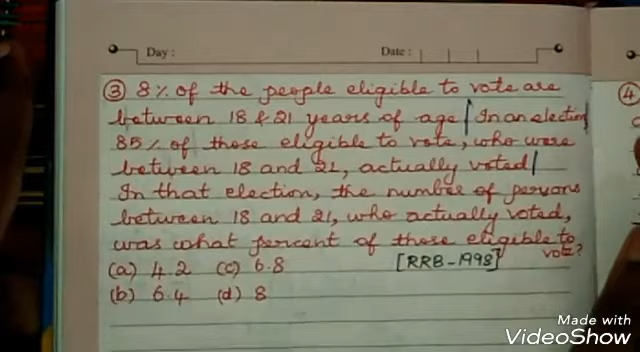 Day : Date :
③ 8% of the people eligible to vote are ④
between 18 & 21 years of age | In an election
85% of those eligible to vote, who were
between 18 and 21, actually voted |
In that election, the number of persons
between 18 and 21, who actually voted,
was what percent of those eligible to vote?
(a) 4.2 (c) 6.8 [RRB-1998]
(b) 6.4 (d) 8
Made with
VideoShow